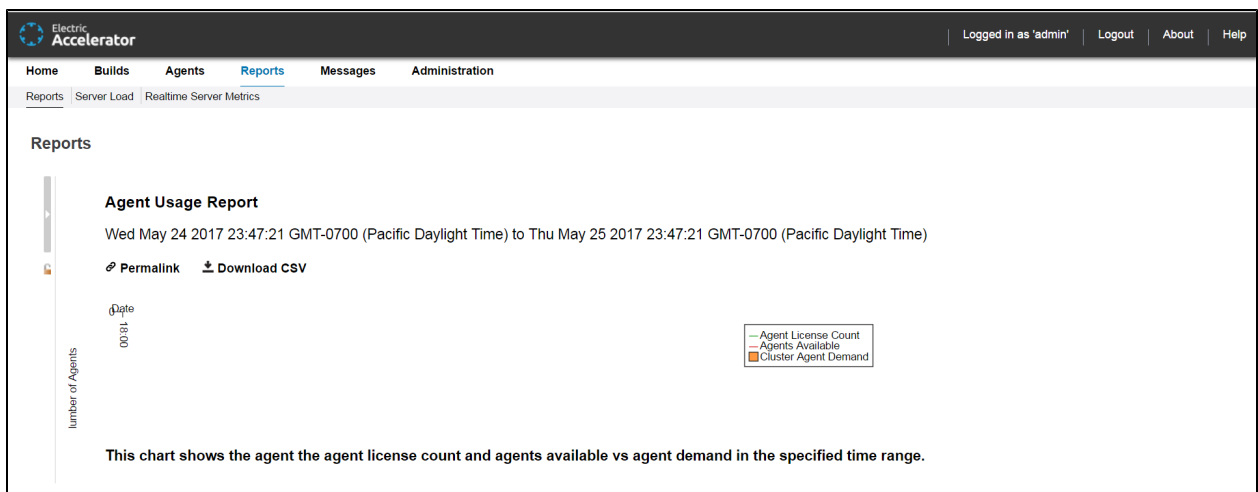 Electric
Accelerator
Logged in as 'admin' Logout About Help
Home Builds Agents Reports Messages Administration
Reports Server Load Realtime Server Metrics
Reports
Agent Usage Report
Wed May 24 2017 23:47:21 GMT-0700 (Pacific Daylight Time) to Thu May 25 2017 23:47:21 GMT-0700 (Pacific Daylight Time)
Permalink Download CSV
Date
0
18:00
Agent License Count
Agents Available
Cluster Agent Demand
lumber of Agents
This chart shows the agent the agent license count and agents available vs agent demand in the specified time range.